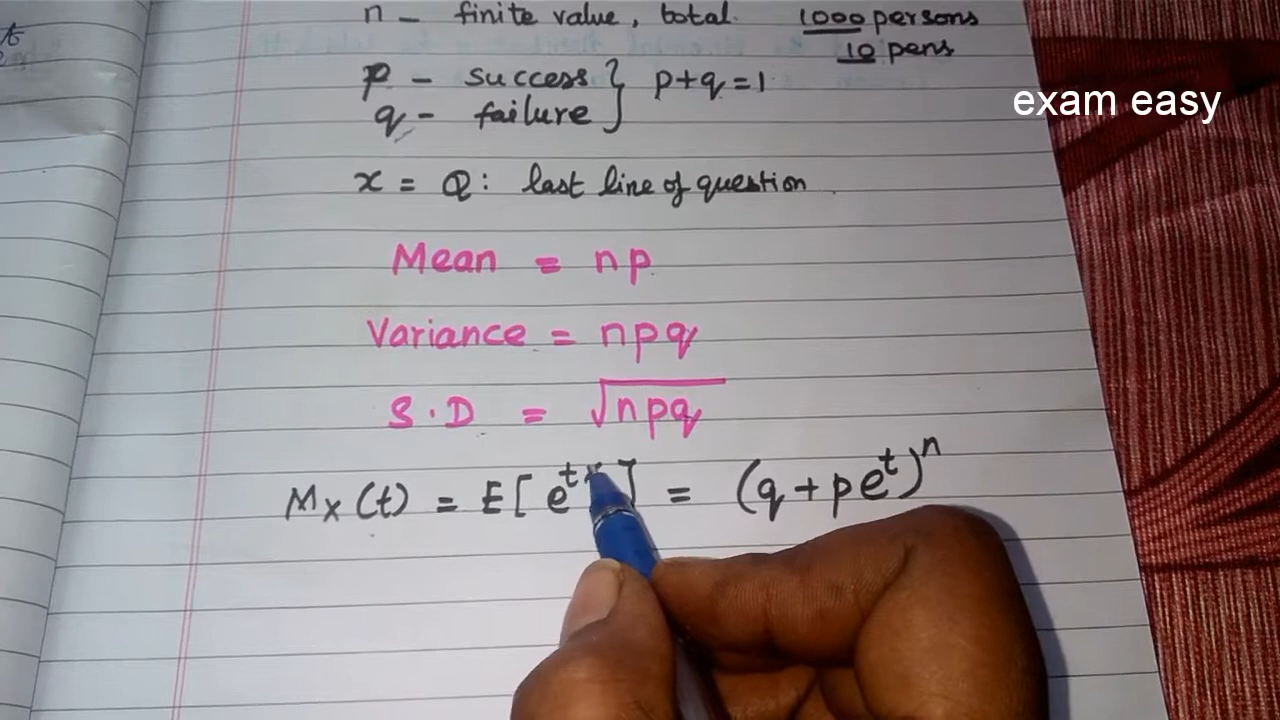 n - finite value, total 1000 persons
10 pens
p - success } p+q=1
q - failure
exam easy
x = Q: last line of question
Mean = np
Variance = npq
S.D = √npq
Mx(t) = E[e^tx] = (q+pe^t)^n